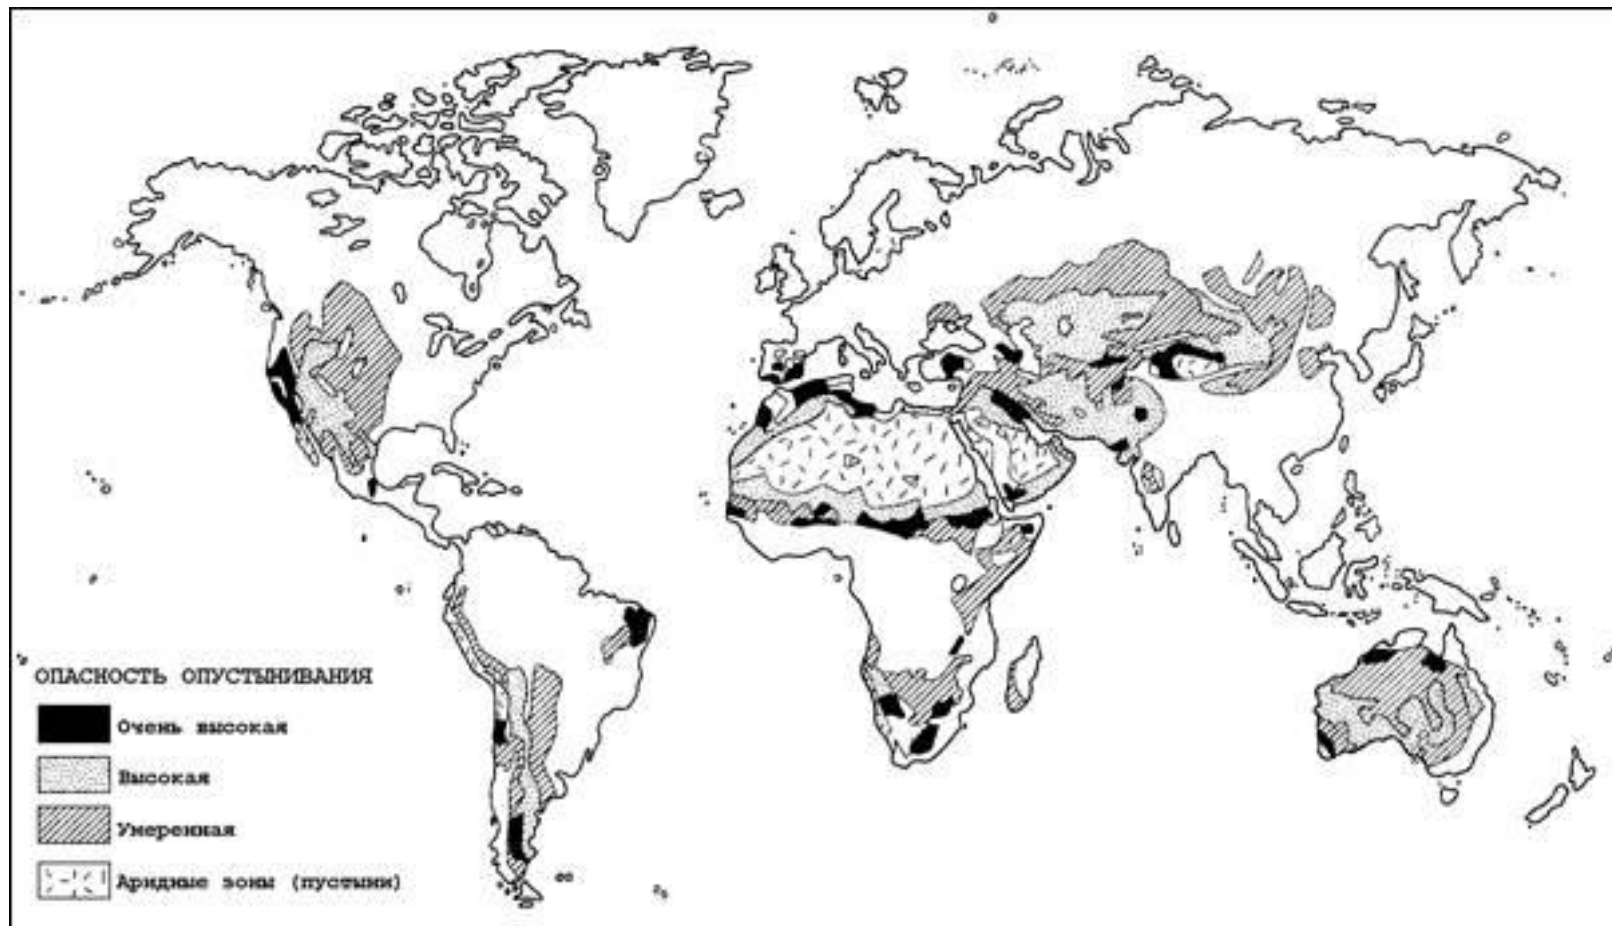 ОПАСНОСТЬ ОПУСТЫНИВАНИЯ
Очень высокая
Высокая
Умеренная
Аридные зоны (пустыни)